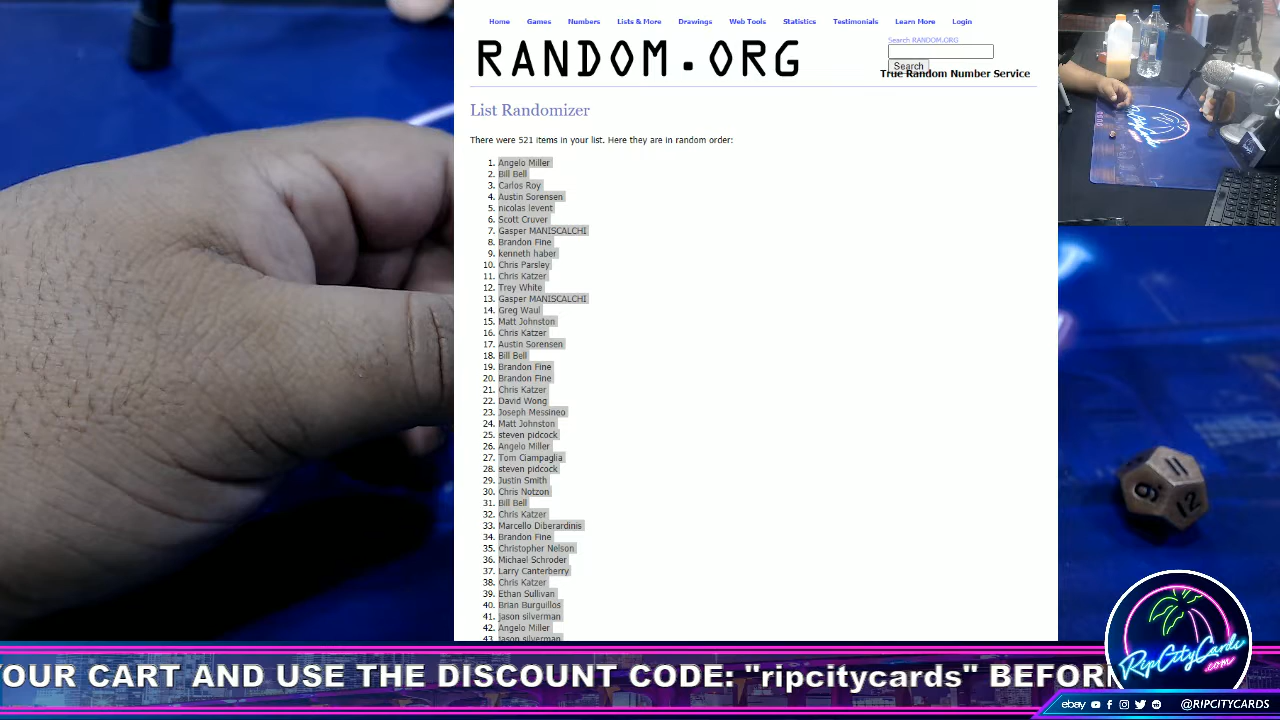 Home Games Numbers Lists & More Drawings Web Tools Statistics Testimonials Learn More Login
RANDOM.ORG
Search RANDOM.ORG
Search
True Random Number Service
List Randomizer
There were 521 items in your list. Here they are in random order:
1. Angelo Miller
2. Bill Bell
3. Carlos Roy
4. Austin Sorensen
5. nicolas levent
6. Scott Cruver
7. Gasper MANISCALCHI
8. Brandon Fine
9. kenneth haber
10. Chris Parsley
11. Chris Katzer
12. Trey White
13. Gasper MANISCALCHI
14. Greg Waul
15. Matt Johnston
16. Chris Katzer
17. Austin Sorensen
18. Bill Bell
19. Brandon Fine
20. Brandon Fine
21. Chris Katzer
22. David Wong
23. Joseph Messineo
24. Matt Johnston
25. steven pidcock
26. Angelo Miller
27. Tom Ciampaglia
28. steven pidcock
29. Justin Smith
30. Chris Notzon
31. Bill Bell
32. Chris Katzer
33. Marcello Diberardinis
34. Brandon Fine
35. Christopher Nelson
36. Michael Schroder
37. Larry Canterberry
38. Chris Katzer
39. Ethan Sullivan
40. Brian Burguillos
41. Jason silverman
42. Angelo Miller
43. Jason silverman
11
OUR CART AND USE THE DISCOUNT CODE: "ripcitycards" BEFOR
RipCityCards
.com
ebay @RIPCITYCARDS